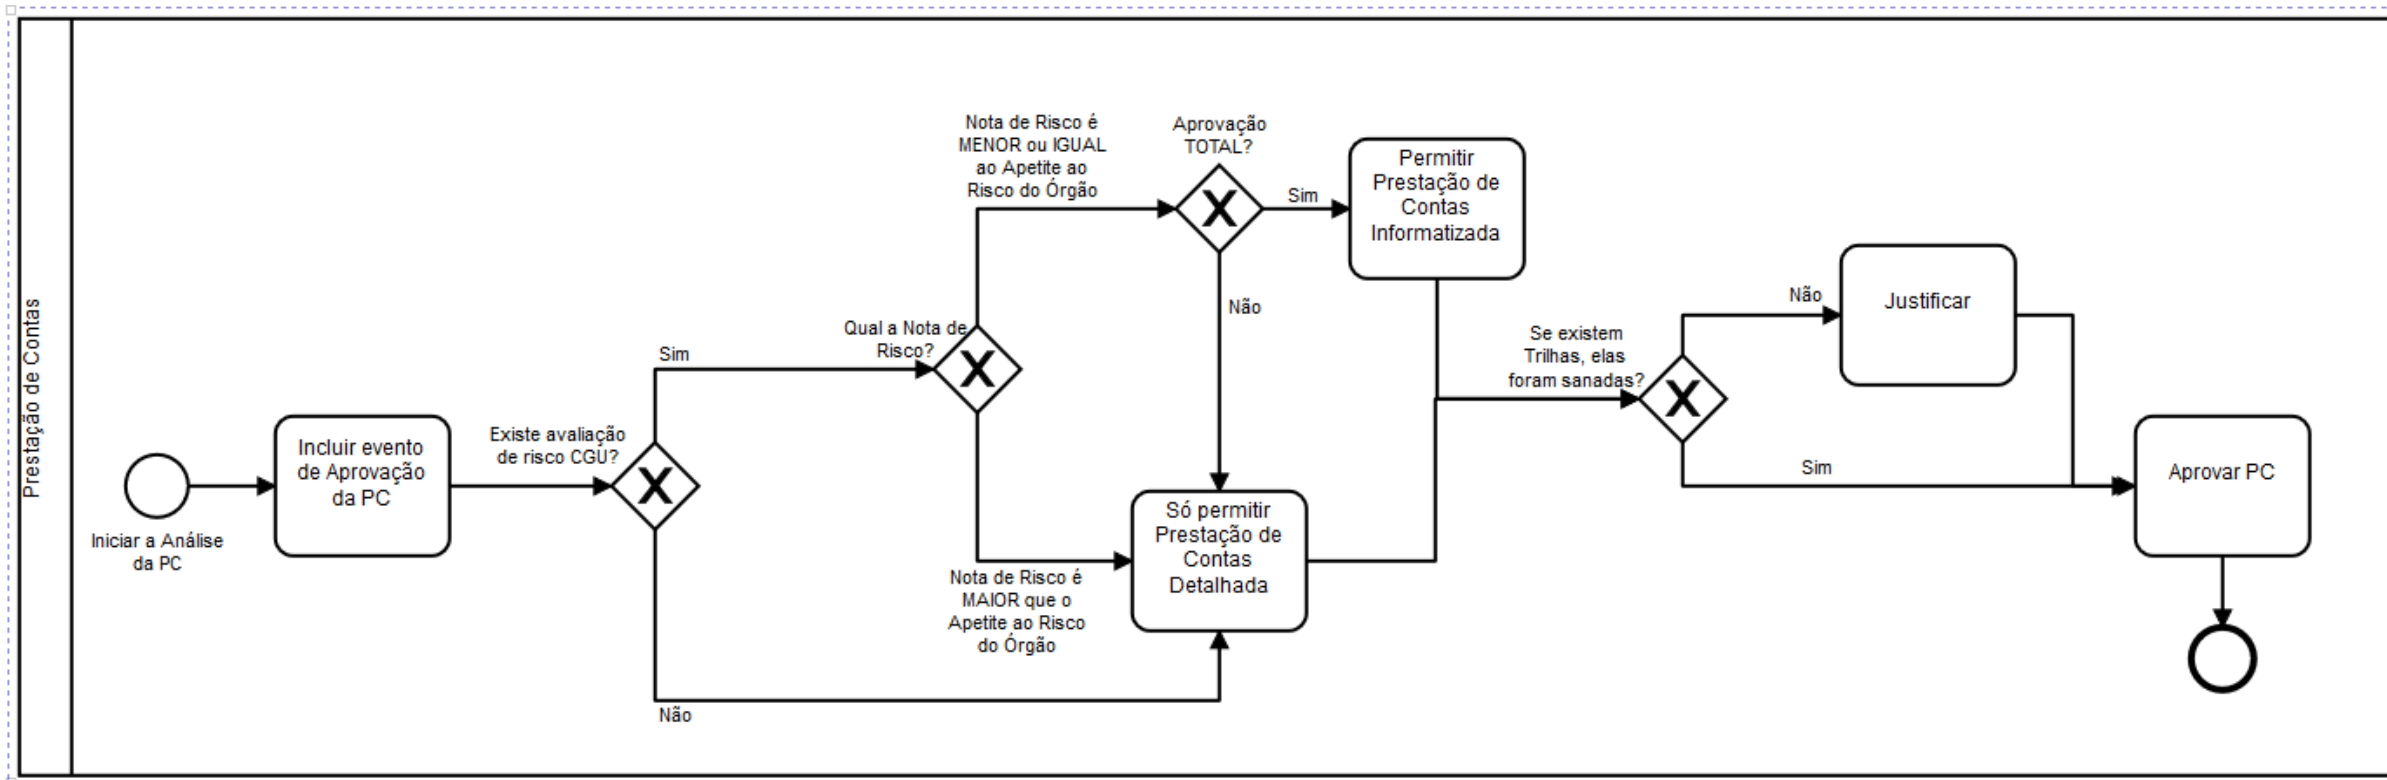 Prestação de Contas
Iniciar a Análise
da PC
Incluir evento
de Aprovação
da PC
Existe avaliação
de risco CGU?
Sim
Não
Qual a Nota de
Risco?
Nota de Risco é
MENOR ou IGUAL
ao Apetite ao
Risco do Órgão
Nota de Risco é
MAIOR que o
Apetite ao Risco
do Órgão
Aprovação
TOTAL?
Sim
Não
Permitir
Prestação de
Contas
Informatizada
Só permitir
Prestação de
Contas
Detalhada
Se existem
Trilhas, elas
foram sanadas?
Não
Sim
Justificar
Aprovar PC